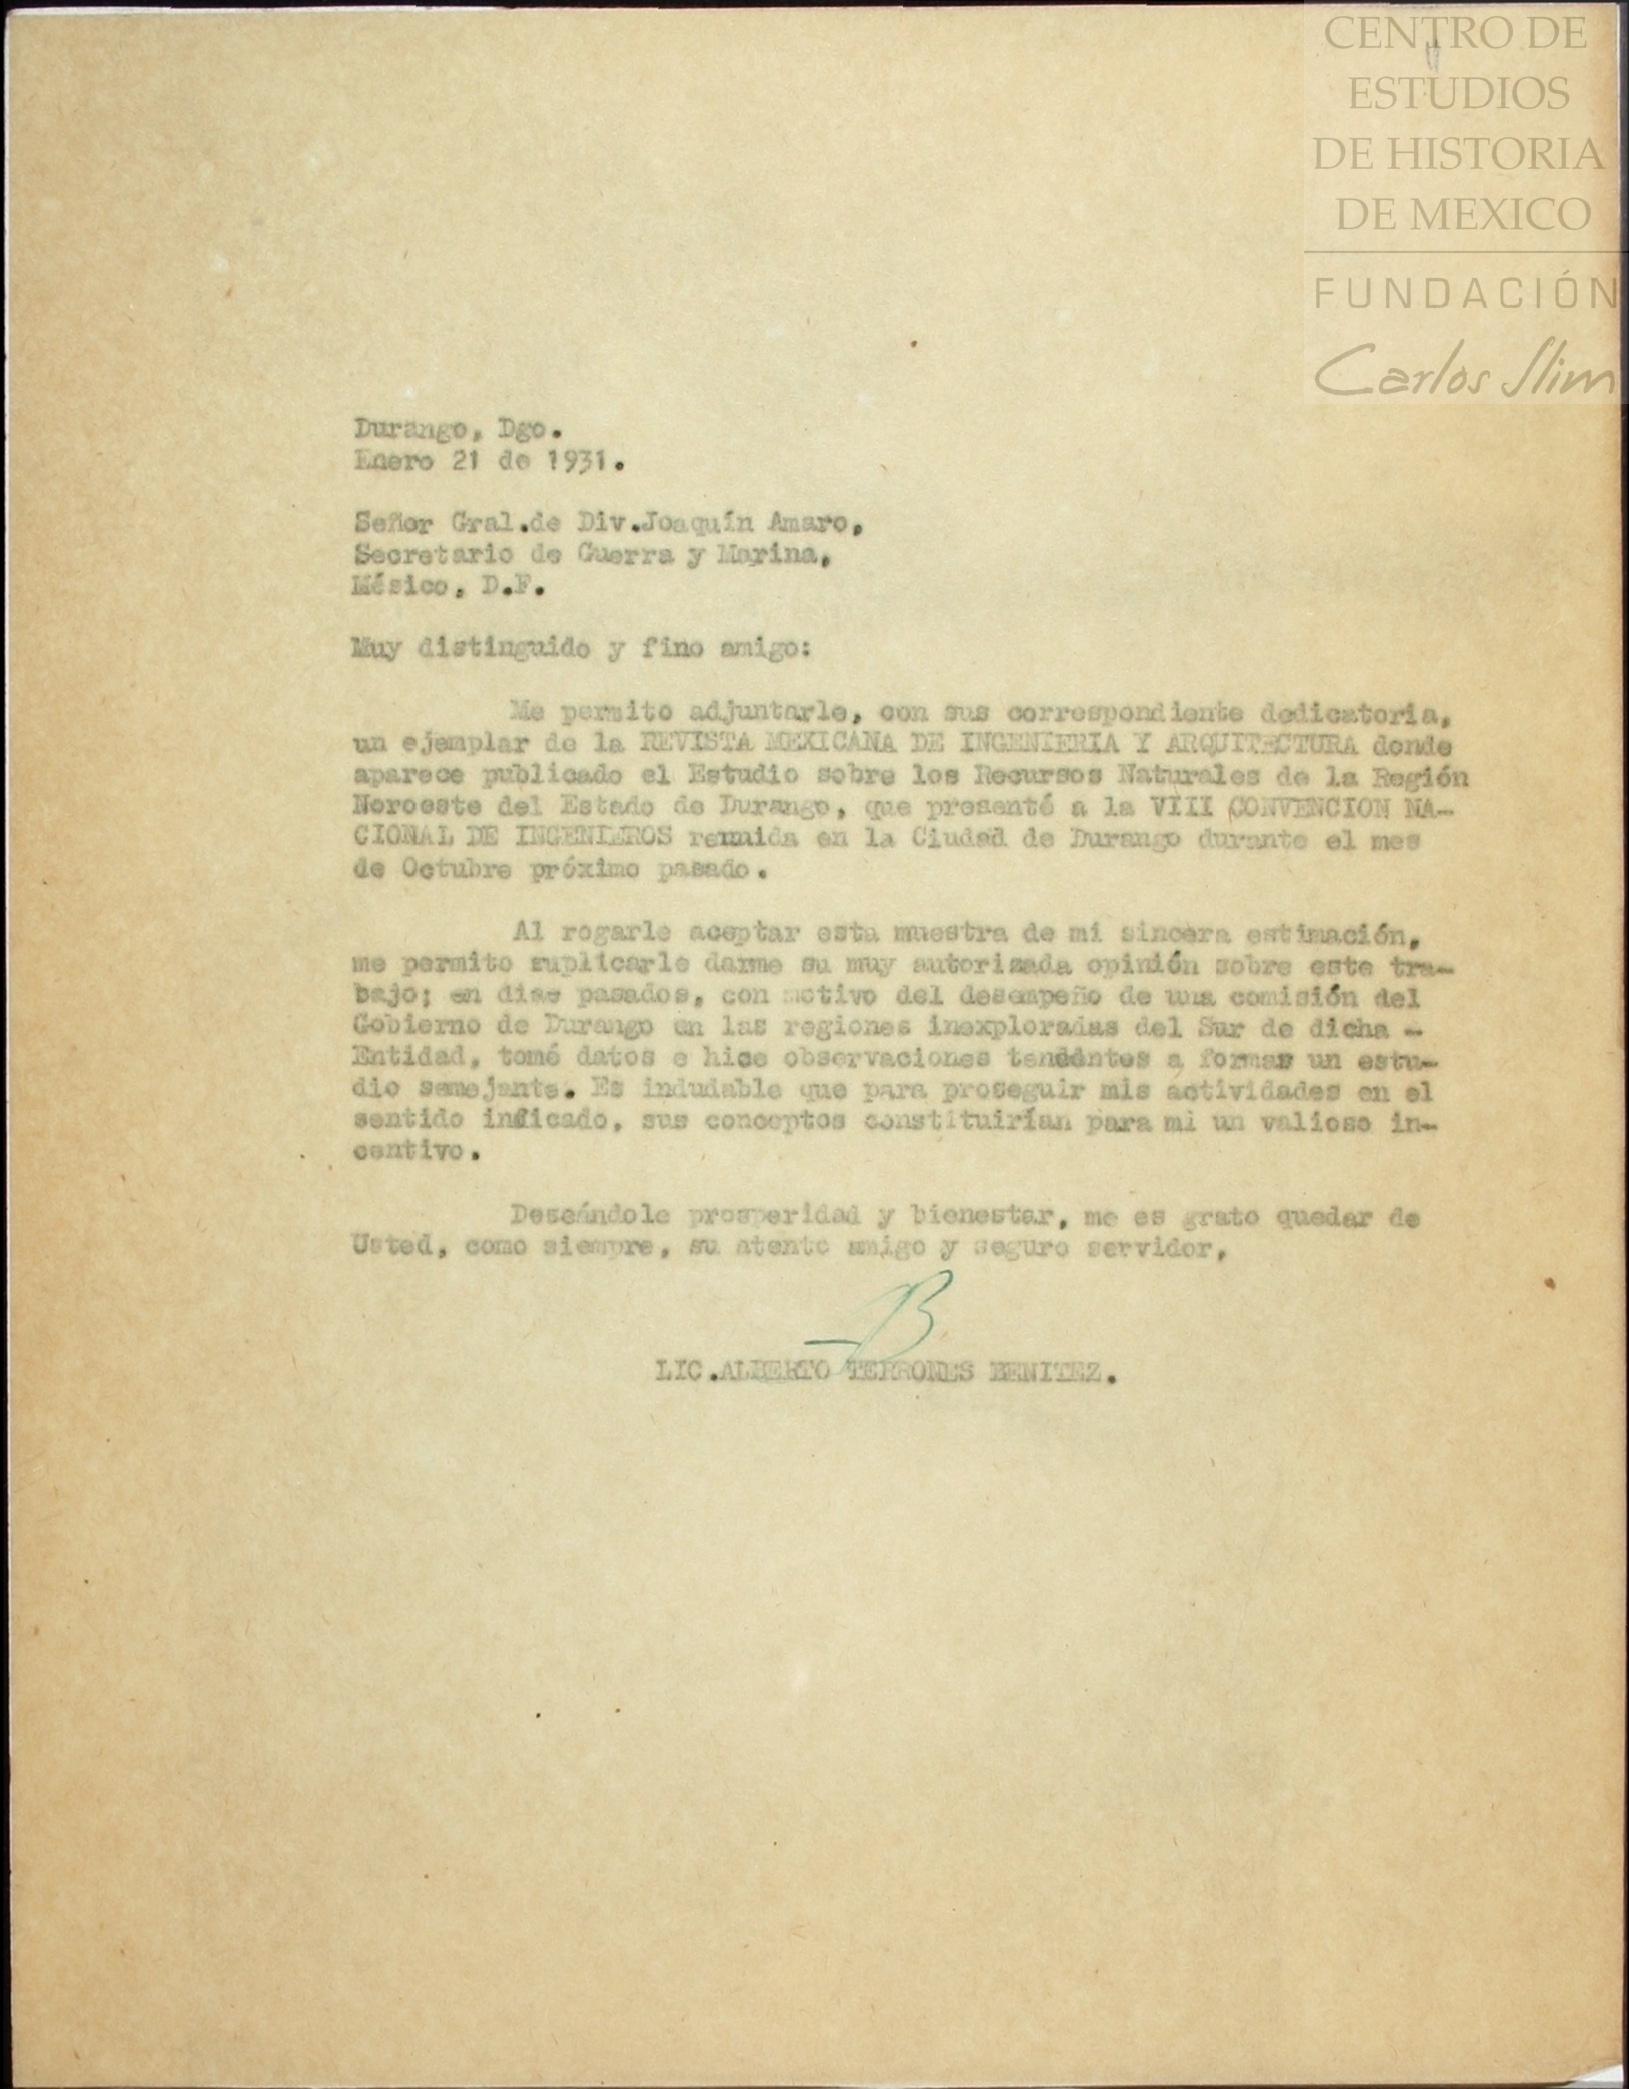 CENTRO DE
ESTUDIOS
DE HISTORIA
DE MEXICO
FUNDACIÓN
Carlos Slim
Durango, Dgo.
Enero 21 de 1931.
Señor Gral.de Div.Joaquín Amaro,
Secretario de Guerra y Marina,
Mésico, D.F.
Muy distinguido y fino amigo:
Me permito adjuntarle, con sus correspondiente dedicatoria,
un ejemplar de la REVISTA MEXICANA DE INGENIERIA Y ARQUITECTURA donde
aparece publicado el Estudio sobre los Recursos Naturales de la Región
Noroeste del Estado de Durango, que presenté a la VIII CONVENCION NA-
CIONAL DE INGENIEROS reunida en la Ciudad de Durango durante el mes
de Octubre próximo pasado.
Al rogarle aceptar esta muestra de mi sincera estimación,
me permito suplicarle darme su muy autorizada opinión sobre este tra-
bajo; en dias pasados, con motivo del desempeño de una comisión del
Gobierno de Durango en las regiones inexploradas del Sur de dicha -
Entidad, tomé datos e hice observaciones tendentes a formar un estu-
dio semejante. Es indudable que para proseguir mis actividades en el
sentido indicado, sus conceptos constituirían para mi un valioso in-
centivo.
Deseándole prosperidad y bienestar, me es grato quedar de
Usted, como siempre, su atento amigo y seguro servidor,
LIC.ALBERTO TERRONES BENITEZ.